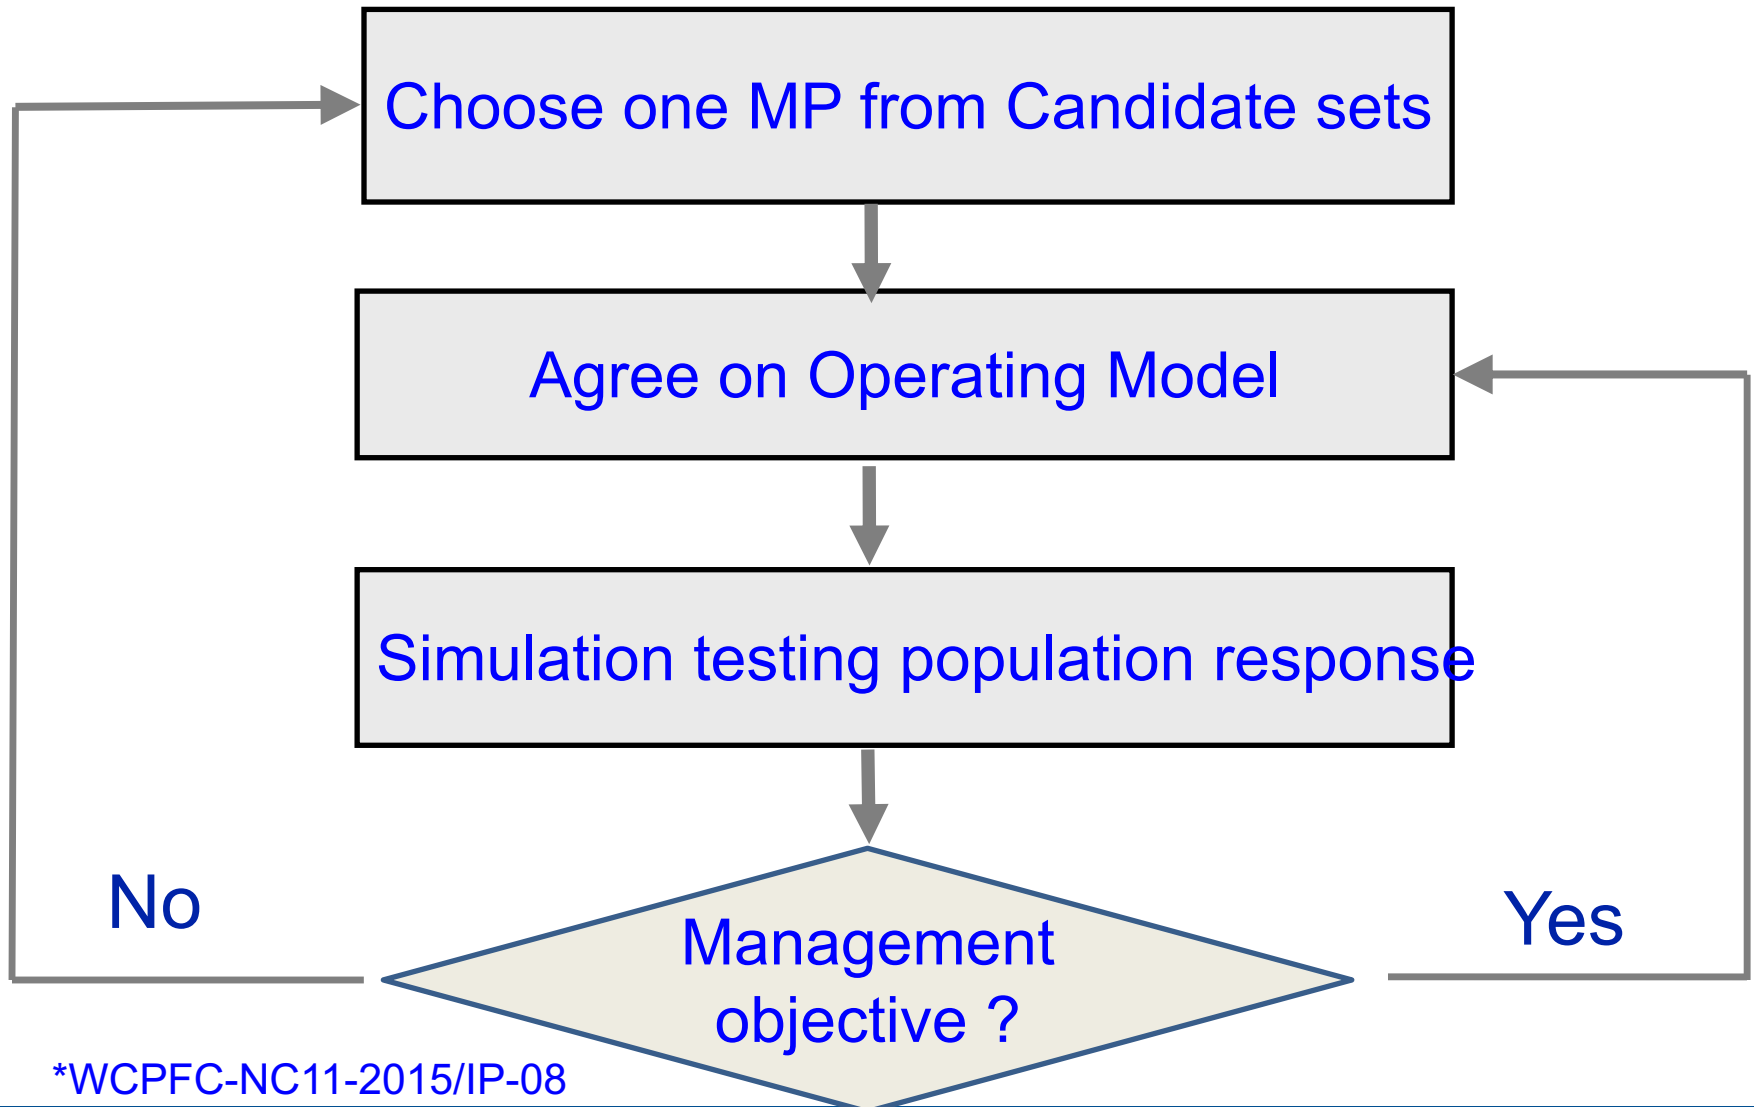 Choose one MP from Candidate sets
Agree on Operating Model
Simulation testing population response
No
Management
objective ?
Yes
*WCPFC-NC11-2015/IP-08